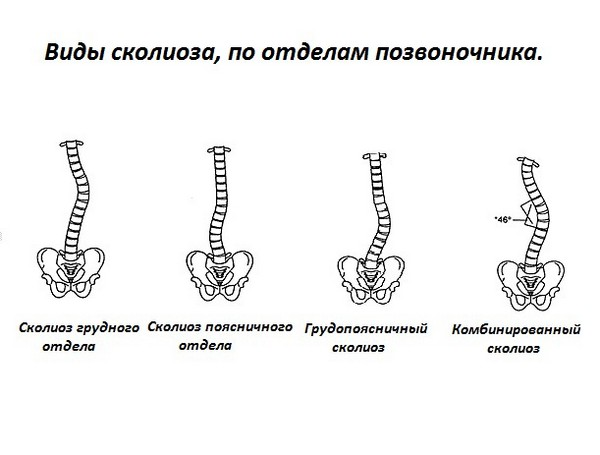 Виды сколиоза, по отделам позвоночника.
"46°
Сколиоз грудного
отдела
Сколиоз поясничного
отдела
Грудопоясничный
сколиоз
Комбинированный
сколиоз